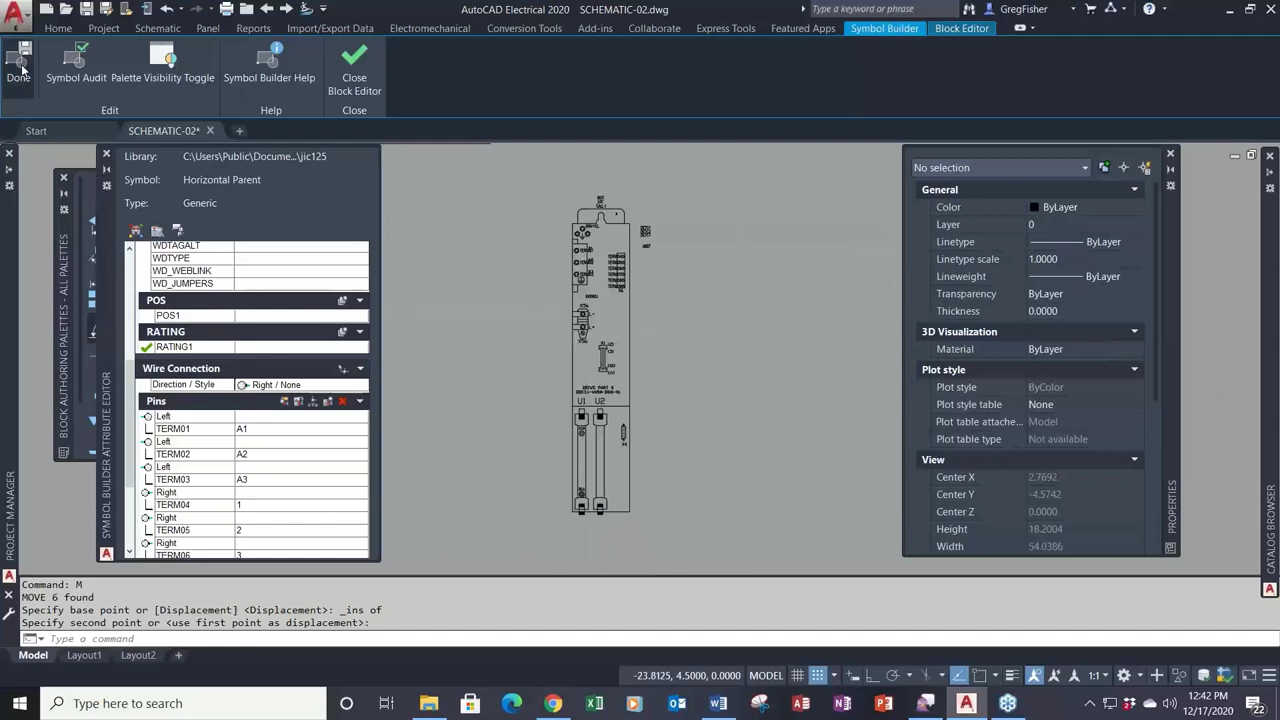 AutoCAD Electrical 2020 SCHEMATIC-02.dwg
Type a keyword or phrase
GregFisher
Home Project Schematic Panel Reports Import/Export Data Electromechanical Conversion Tools Add-ins Collaborate Express Tools Featured Apps Symbol Builder Block Editor
Done
Symbol Audit
Palette Visibility Toggle
Symbol Builder Help
Close
Block Editor
Edit
Help
Close
Start
SCHEMATIC-02*
Library: C:\Users\Public\Docume...\jic125
Symbol: Horizontal Parent
Type: Generic
WDTAGALT
WDTYPE
WD_WEBLINK
WD_JUMPERS
POS
POS1
RATING
RATING1
Wire Connection
Direction / Style Right / None
Pins
Left
TERM01 A1
Left
TERM02 A2
Left
TERM03 A3
Right
TERM04 1
Right
TERM05 2
Right
TERM06 3
PROJECT MANAGER
BLOCK AUTHORING PALETTES - ALL PALETTES
SYMBOL BUILDER ATTRIBUTE EDITOR
U1 U2
No selection
General
Color ByLayer
Layer 0
Linetype ByLayer
Linetype scale 1.0000
Lineweight ByLayer
Transparency ByLayer
Thickness 0.0000
3D Visualization
Material ByLayer
Plot style
Plot style ByColor
Plot style table None
Plot table attache... Model
Plot table type Not available
View
Center X 2.7692
Center Y -4.5742
Center Z 0.0000
Height 18.2004
Width 54.0386
PROPERTIES
CATALOG BROWSER
Command: M
MOVE 6 found
Specify base point or [Displacement] <Displacement>: _ins of
Specify second point or <use first point as displacement>:
Type a command
Model Layout1 Layout2
-23.8125, 4.5000, 0.0000 MODEL
1:1
Type here to search
12:42 PM
12/17/2020
22